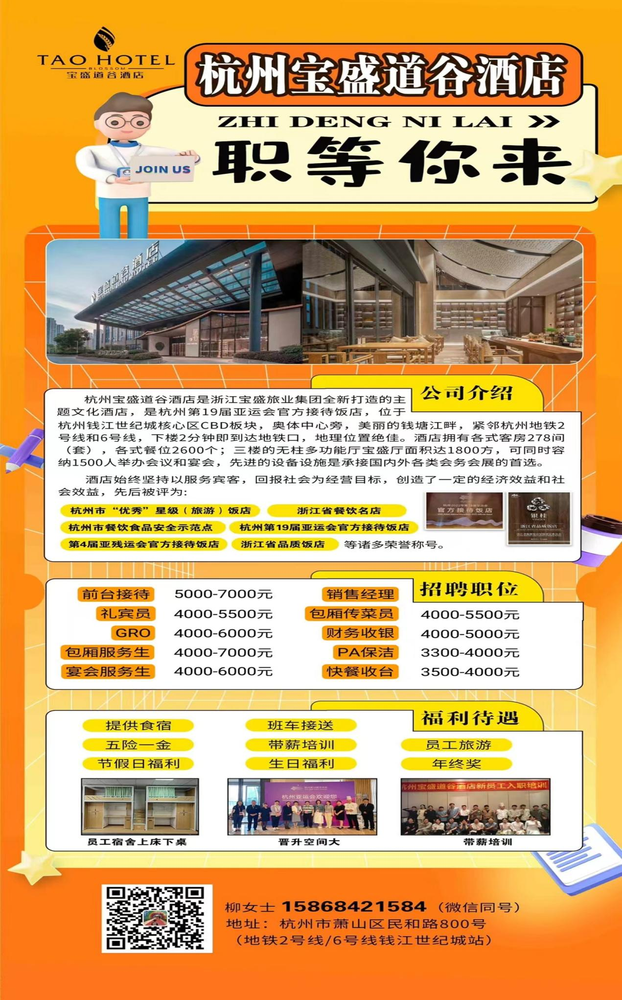 TAO HOTEL
BLOSSOM
宝盛道谷酒店
杭州宝盛道谷酒店
ZHI DENG NI LAI
职等你来
JOIN US
宝盛道谷酒店
公司介绍
杭州宝盛道谷酒店是浙江宝盛旅业集团全新打造的主
题文化酒店，是杭州第19届亚运会官方接待饭店，位于
杭州钱江世纪城核心区CBD板块，奥体中心旁，美丽的钱塘江畔，紧邻杭州地铁2
号线和6号线，下楼2分钟即到达地铁口，地理位置绝佳。酒店拥有各式客房278间
（套），各式餐位2600个；三楼的无柱多功能厅宝盛厅面积达1800方，可同时容
纳1500人举办会议和宴会，先进的设备设施是承接国内外各类会务会展的首选。
酒店始终坚持以服务宾客，回报社会为经营目标，创造了一定的经济效益和社
会效益，先后被评为:
杭州市“优秀”星级（旅游）饭店 浙江省餐饮名店
杭州市餐饮食品安全示范点 杭州第19届亚运会官方接待饭店
第4届亚残运会官方接待饭店 浙江省品质饭店 等诸多荣誉称号。
杭州2022年第19届亚运会
官方接待饭店
银桂
YINGUI
浙江省品质饭店
招聘职位
前台接待 5000-7000元 销售经理
礼宾员 4000-5500元 包厢传菜员 4000-5500元
GRO 4000-6000元 财务收银 4000-5000元
包厢服务生 4000-7000元 PA保洁 3300-4000元
宴会服务生 4000-6000元 快餐收台 3500-4000元
福利待遇
提供食宿 班车接送
五险一金 带薪培训 员工旅游
节假日福利 生日福利 年终奖
杭州亚运会欢迎您
杭州宝盛道谷酒店新员工入职培训
员工宿舍上床下桌 晋升空间大 带薪培训
柳女士 15868421584（微信同号）
地址：杭州市萧山区民和路800号
（地铁2号线/6号线钱江世纪城站）